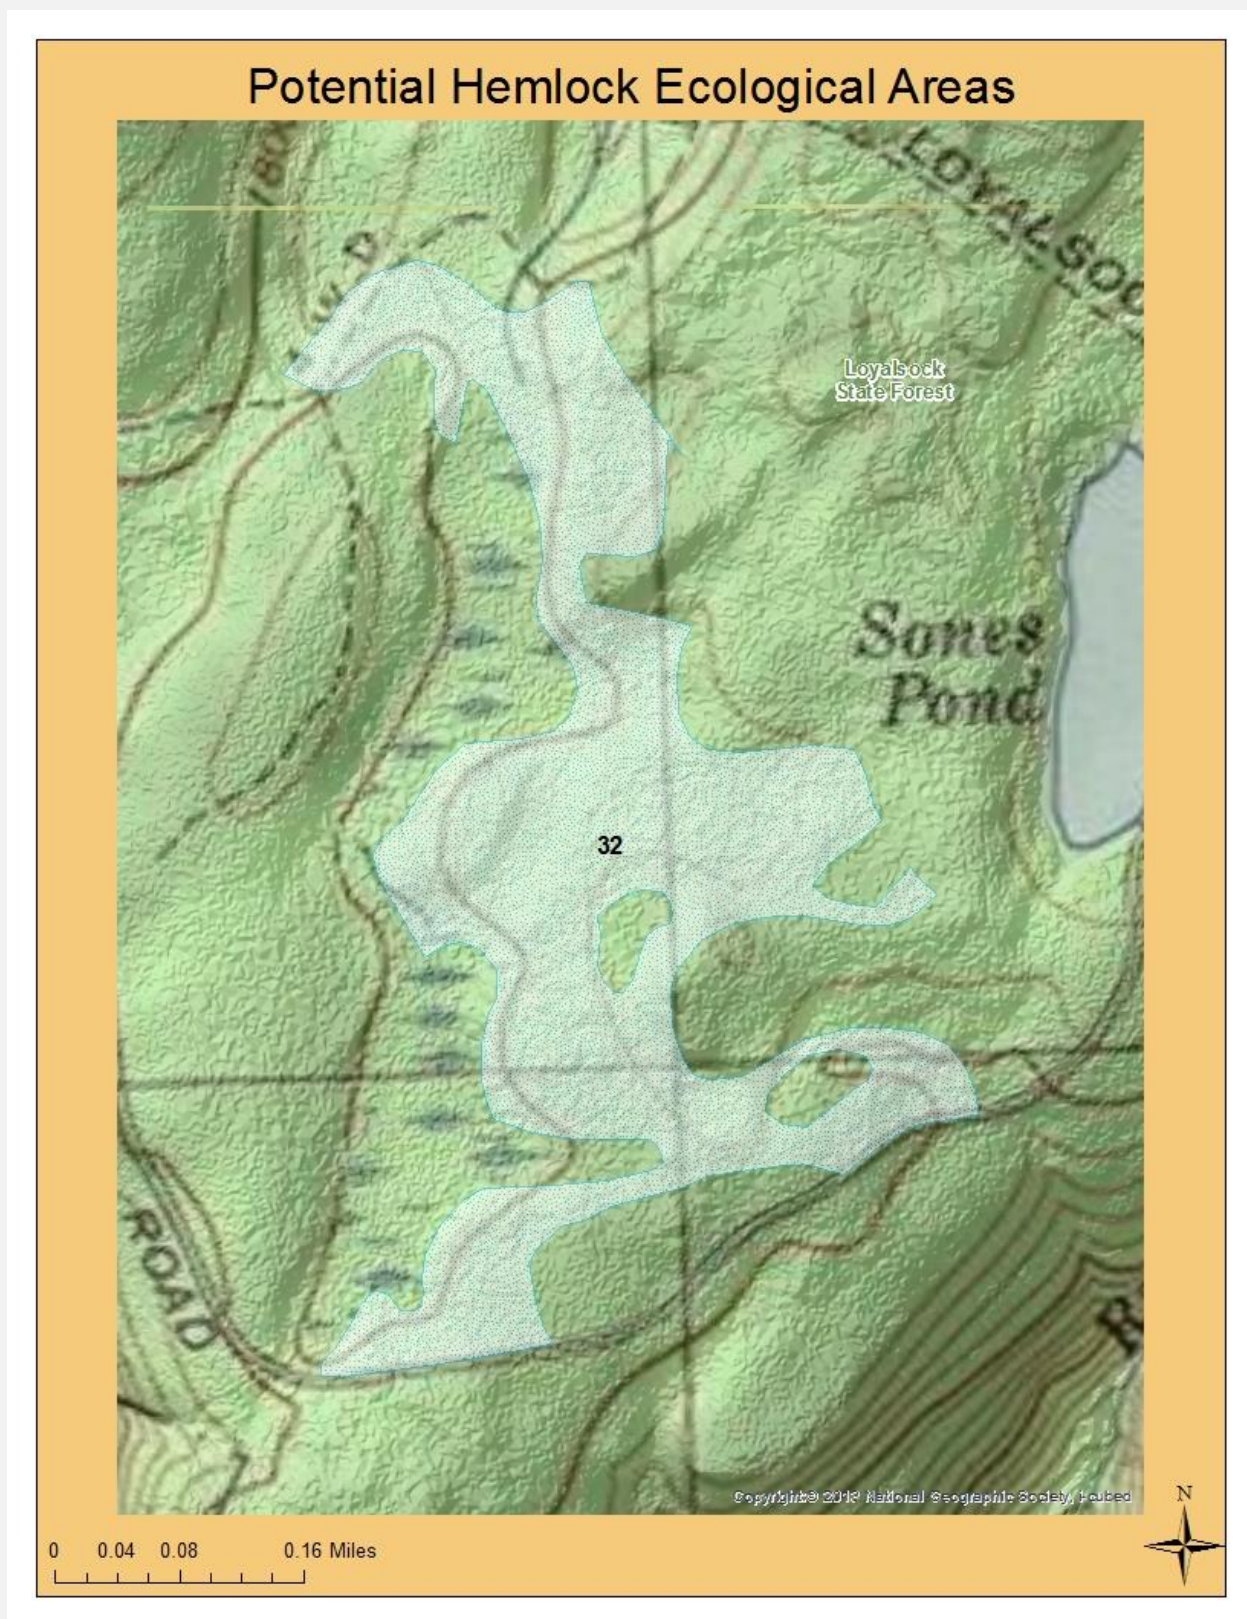 Potential Hemlock Ecological Areas
180
LOYALSOC
Loyalsock
State Forest
Sones
Pond
32
ROAD
R
Copyright:© 2013 National Geographic Society, i-cubed
N
0 0.04 0.08 0.16 Miles